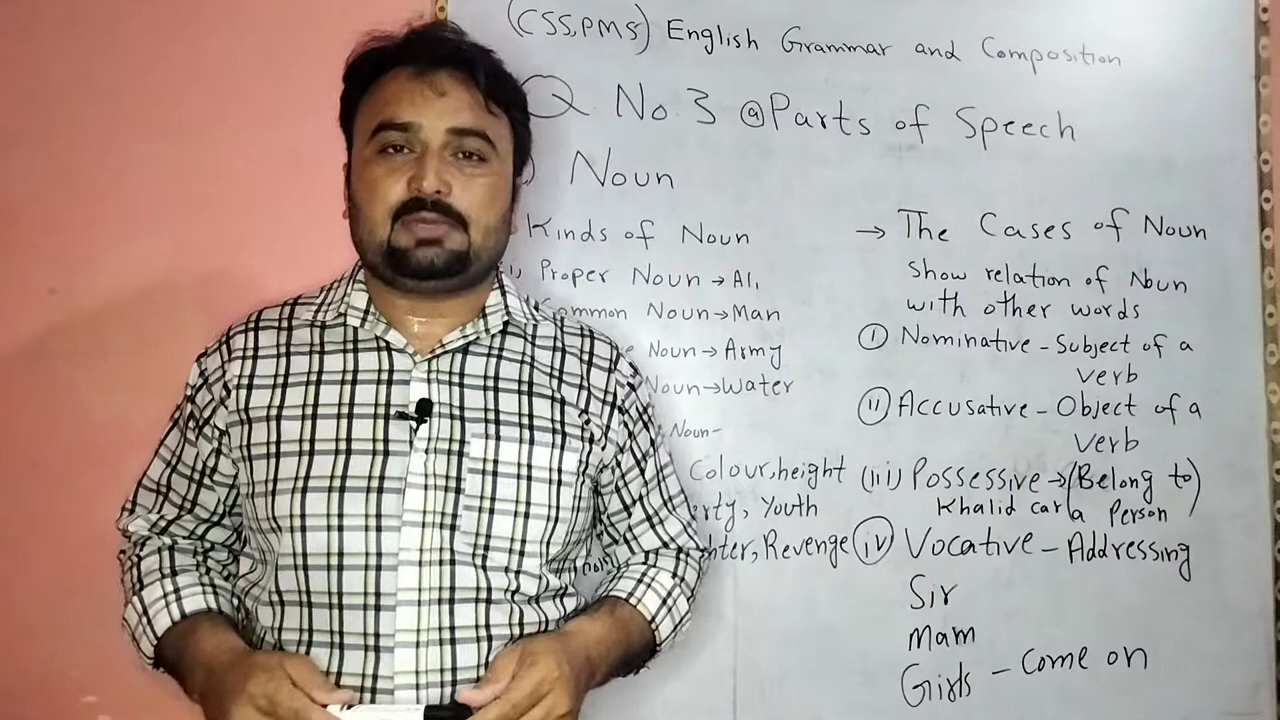 (CSS,PMS) English Grammar and Composition
Q No.3 @ Parts of Speech
) Noun
Kinds of Noun
i) Proper Noun → Ali
Common Noun → Man
Noun → Army
Noun → Water
Noun -
Colour, height
erty, Youth
hter, Revenge
→ The Cases of Noun
show relation of Noun
with other words
(i) Nominative - Subject of a
verb
(ii) Accusative - Object of a
verb
(iii) Possessive → (Belong to
Khalid car a Person)
(iv) Vocative - Addressing
Sir
Mam
Girls - Come on